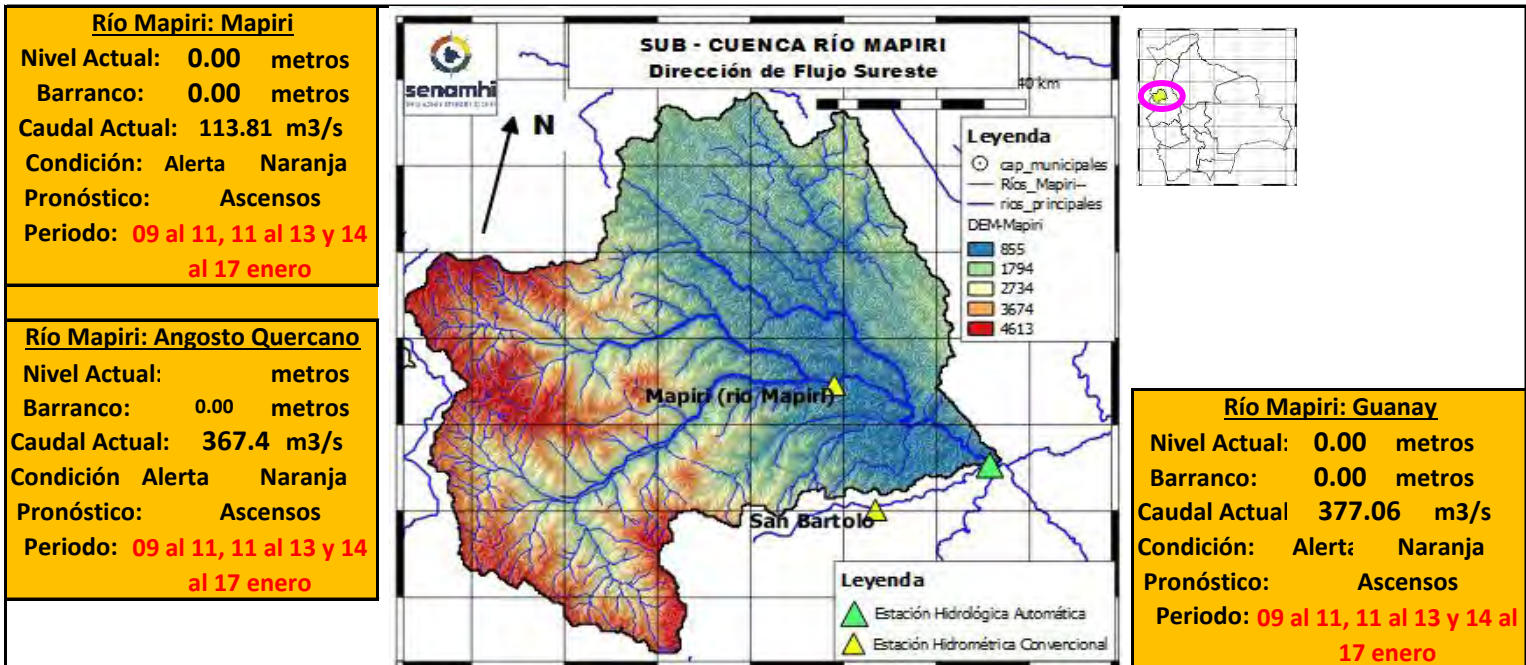 Río Mapiri: Mapiri
Nivel Actual: 0.00 metros
Barranco: 0.00 metros
Caudal Actual: 113.81 m3/s
Condición: Alerta Naranja
Pronóstico: Ascensos
Periodo: 09 al 11, 11 al 13 y 14
al 17 enero
Río Mapiri: Angosto Quercano
Nivel Actual: metros
Barranco: 0.00 metros
Caudal Actual: 367.4 m3/s
Condición Alerta Naranja
Pronóstico: Ascensos
Periodo: 09 al 11, 11 al 13 y 14
al 17 enero
senamhi
SUB - CUENCA RÍO MAPIRI
Dirección de Flujo Sureste
40 km
N
Leyenda
cap_municipales
Ríos_Mapiri--
rios_principales
DEM-Mapiri
855
1794
2734
3674
4613
Mapiri (rio Mapiri)
San Bartolo
Leyenda
Estación Hidrológica Automática
Estación Hidrométrica Convencional
Río Mapiri: Guanay
Nivel Actual: 0.00 metros
Barranco: 0.00 metros
Caudal Actual 377.06 m3/s
Condición: Alerta Naranja
Pronóstico: Ascensos
Periodo: 09 al 11, 11 al 13 y 14 al
17 enero